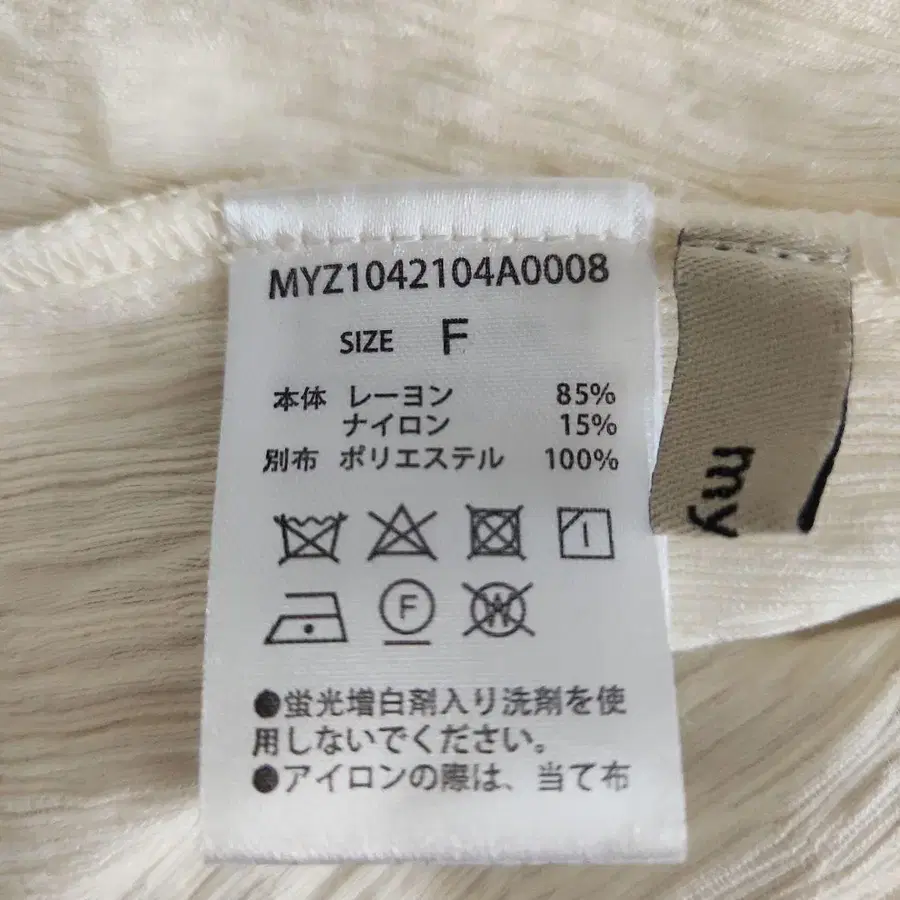 MYZ1042104A0008
SIZE F
本体 レーヨン 85%
ナイロン 15%
別布 ポリエステル 100%
F
W
●蛍光増白剤入り洗剤を使
用しないでください。
●アイロンの際は、当て布
my